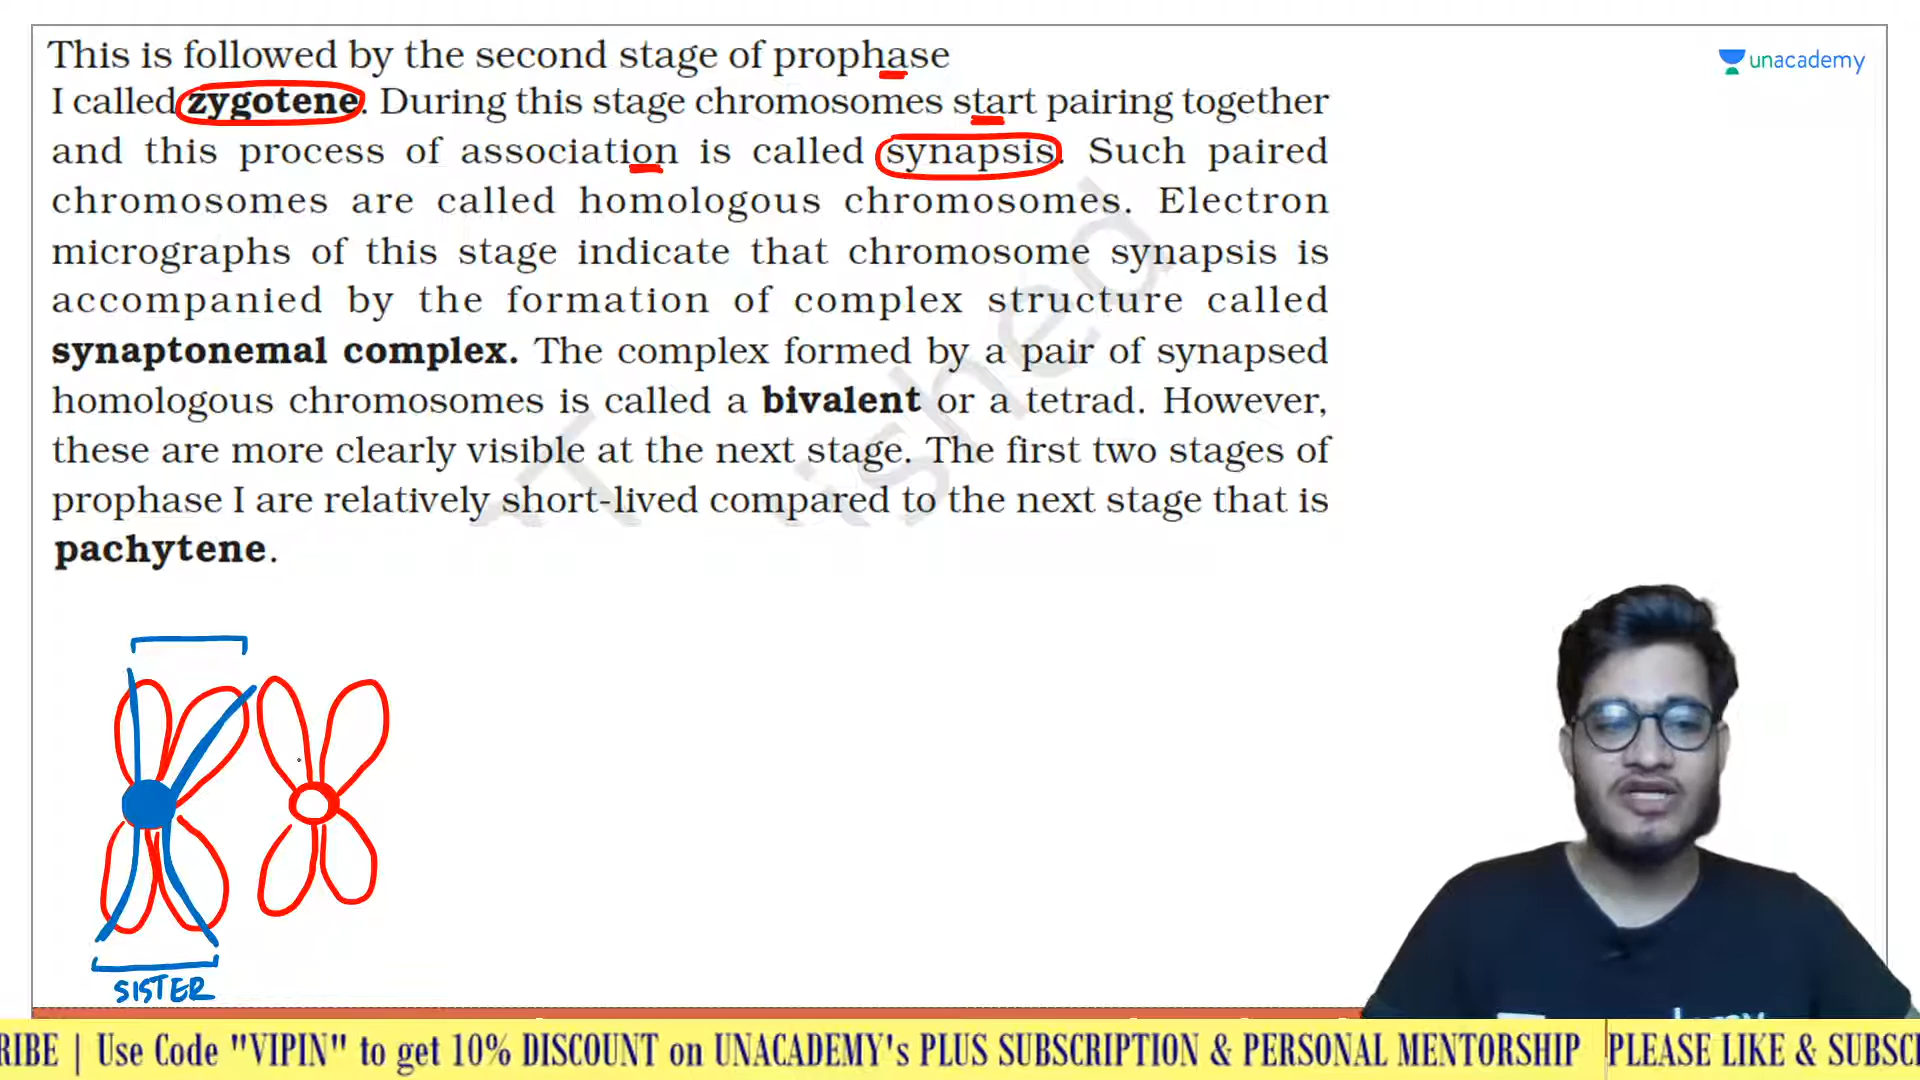 This is followed by the second stage of prophase
I called zygotene. During this stage chromosomes start pairing together
and this process of association is called synapsis. Such paired
chromosomes are called homologous chromosomes. Electron
micrographs of this stage indicate that chromosome synapsis is
accompanied by the formation of complex structure called
synaptonemal complex. The complex formed by a pair of synapsed
homologous chromosomes is called a bivalent or a tetrad. However,
these are more clearly visible at the next stage. The first two stages of
prophase I are relatively short-lived compared to the next stage that is
pachytene.
unacademy
SISTER
RIBE | Use Code "VIPIN" to get 10% DISCOUNT on UNACADEMY's PLUS SUBSCRIPTION & PERSONAL MENTORSHIP
PLEASE LIKE & SUBSC